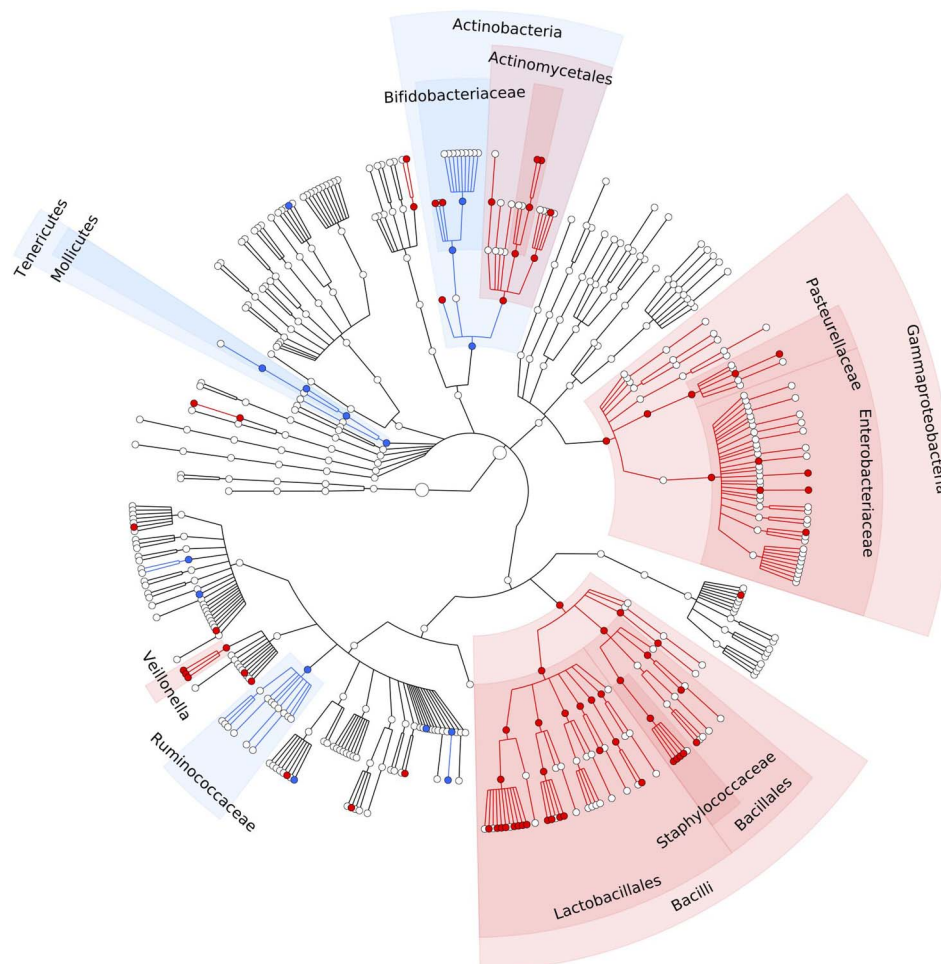 Actinobacteria
Actinomycetales
Bifidobacteriaceae
Tenericutes
Mollicutes
Pasteurellaceae
Gammaproteobacteria
Enterobacteriaceae
Veillonella
Ruminococcaceae
Staphylococcaceae
Bacillales
Lactobacillales
Bacilli